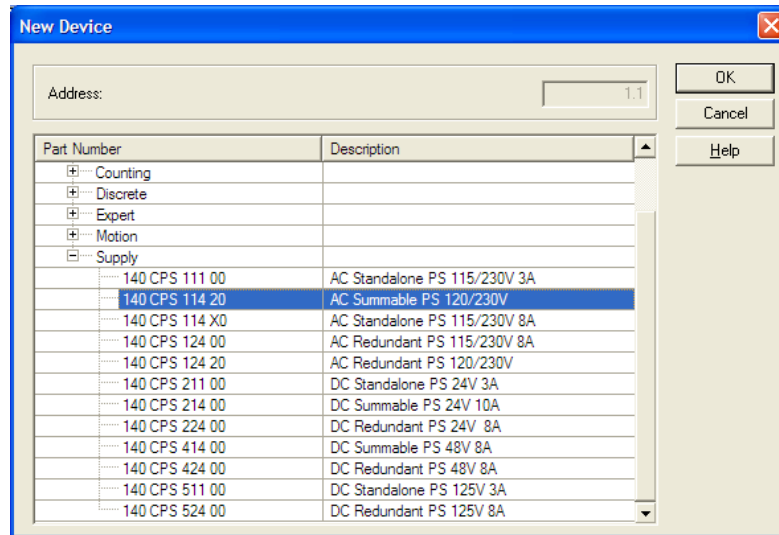 New Device
Address:
1.1
OK
Cancel
Help
Part Number Description
Counting
Discrete
Expert
Motion
Supply
140 CPS 111 00 AC Standalone PS 115/230V 3A
140 CPS 114 20 AC Summable PS 120/230V
140 CPS 114 X0 AC Standalone PS 115/230V 8A
140 CPS 124 00 AC Redundant PS 115/230V 8A
140 CPS 124 20 AC Redundant PS 120/230V
140 CPS 211 00 DC Standalone PS 24V 3A
140 CPS 214 00 DC Summable PS 24V 10A
140 CPS 224 00 DC Redundant PS 24V 8A
140 CPS 414 00 DC Summable PS 48V 8A
140 CPS 424 00 DC Redundant PS 48V 8A
140 CPS 511 00 DC Standalone PS 125V 3A
140 CPS 524 00 DC Redundant PS 125V 8A